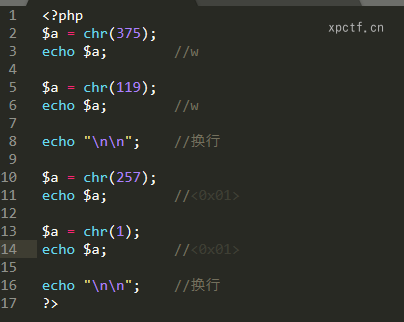 xpctf.cn
1 <?php
2 $a = chr(375);
3 echo $a; //w
4
5 $a = chr(119);
6 echo $a; //w
7
8 echo "\n\n"; //换行
9
10 $a = chr(257);
11 echo $a; //<0x01>
12
13 $a = chr(1);
14 echo $a; //<0x01>
15
16 echo "\n\n"; //换行
17 ?>